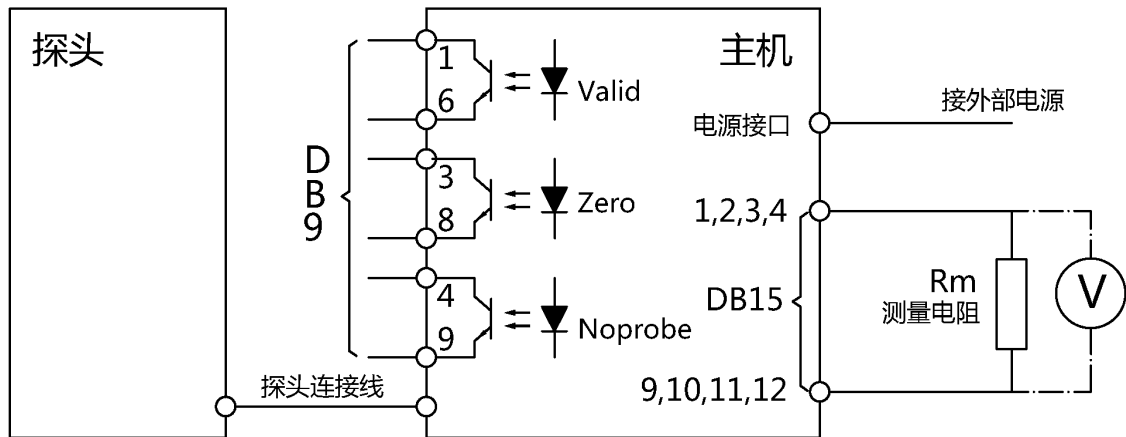 探头
DB9
1
6
Valid
3
8
Zero
4
9
Noprobe
探头连接线
主机
电源接口
接外部电源
1,2,3,4
DB15
9,10,11,12
Rm
测量电阻
V